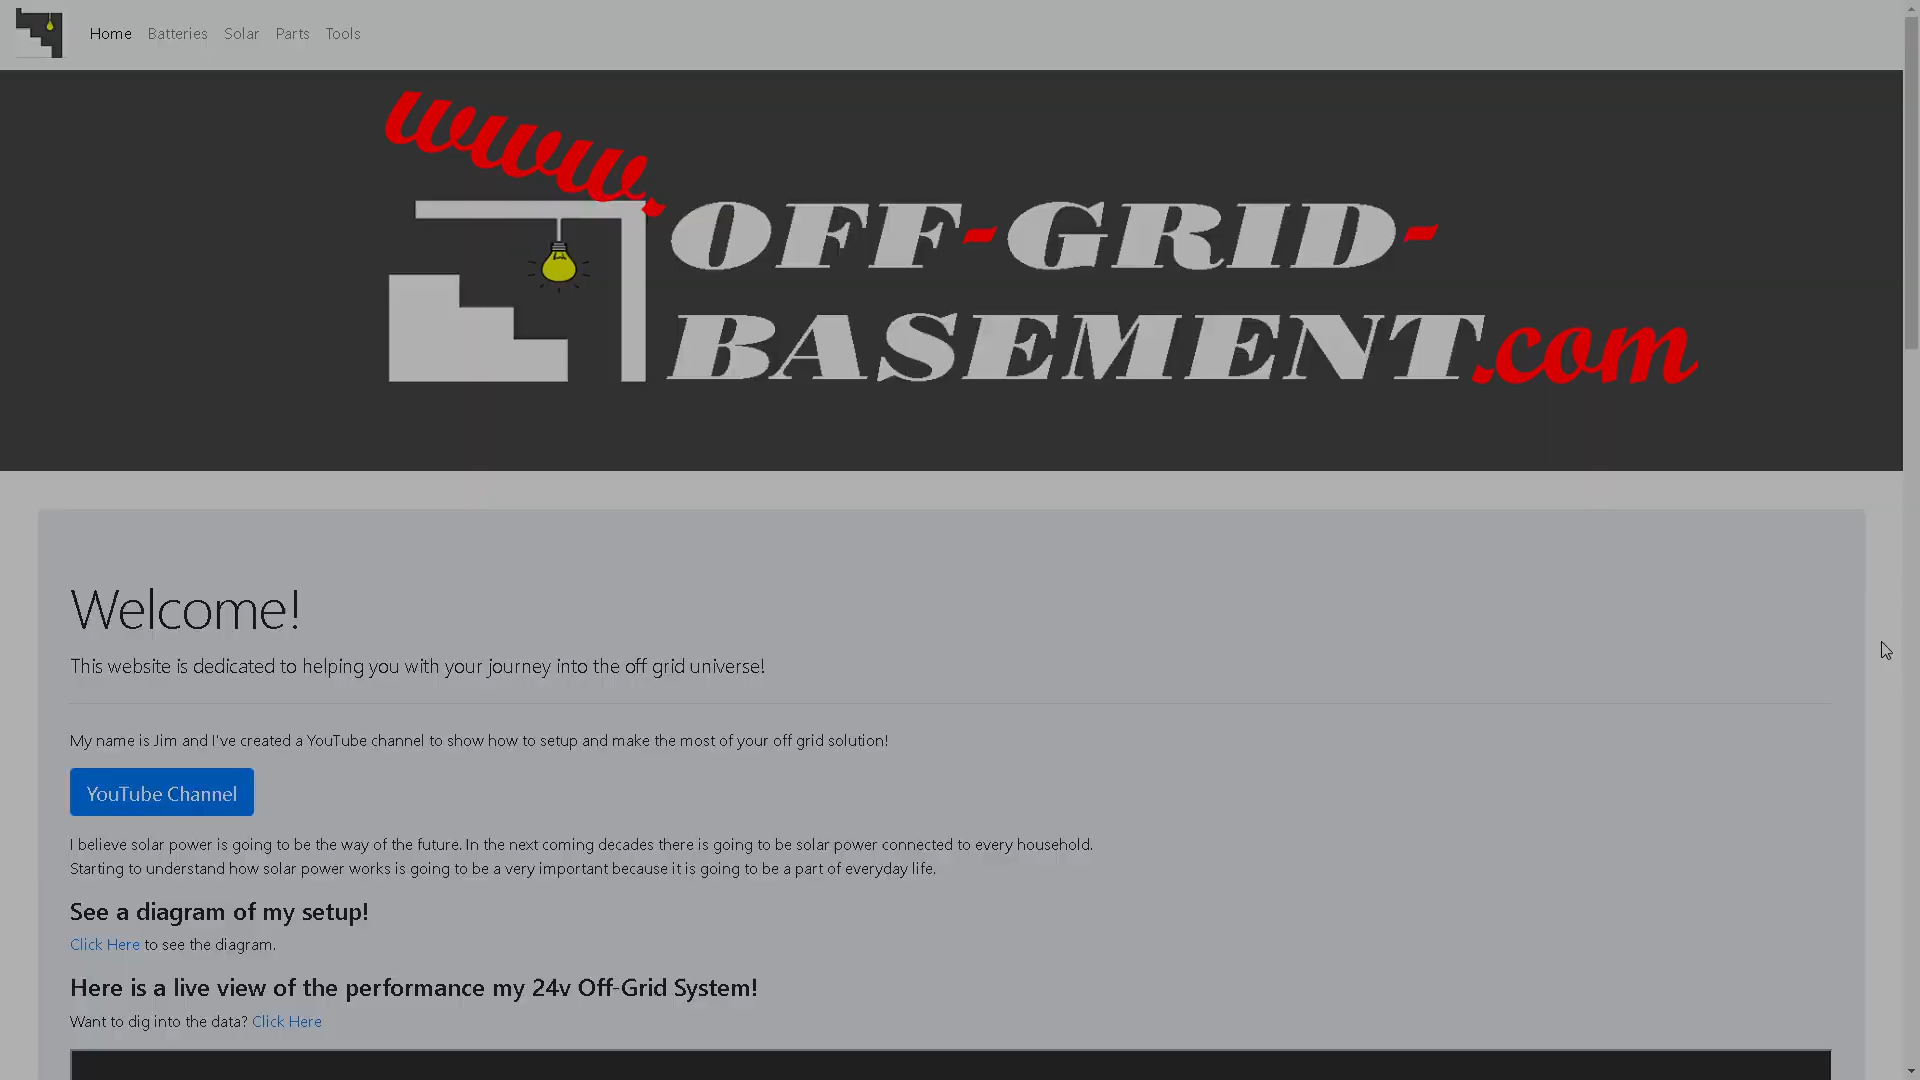 Home Batteries Solar Parts Tools
www.
OFF-GRID-
BASEMENT.com
Welcome!
This website is dedicated to helping you with your journey into the off grid universe!
My name is Jim and I've created a YouTube channel to show how to setup and make the most of your off grid solution!
YouTube Channel
I believe solar power is going to be the way of the future. In the next coming decades there is going to be solar power connected to every household.
Starting to understand how solar power works is going to be a very important because it is going to be a part of everyday life.
See a diagram of my setup!
Click Here to see the diagram.
Here is a live view of the performance my 24v Off-Grid System!
Want to dig into the data? Click Here